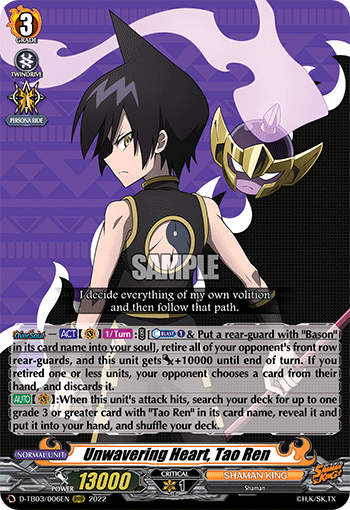 3
GRADE
TWINDRIVE
PERSONA RIDE
SAMPLE
I decide everything of my own volition
and then follow that path.
ACT 1/Turn : [BLAST 1 & Put a rear-guard with "Bason"
in its card name into your soul], retire all of your opponent's front row
rear-guards, and this unit gets +10000 until end of turn. If you
retired one or less units, your opponent chooses a card from their
hand, and discards it.
AUTO :When this unit's attack hits, search your deck for up to one
grade 3 or greater card with "Tao Ren" in its card name, reveal it and
put it into your hand, and shuffle your deck.
NORMAL UNIT Unwavering Heart, Tao Ren
POWER 13000 CRITICAL 1 SHAMAN KING
Shaman
SHAMAN KING
D-TB03/006EN RRR 2022 ©H.K/SK,TX